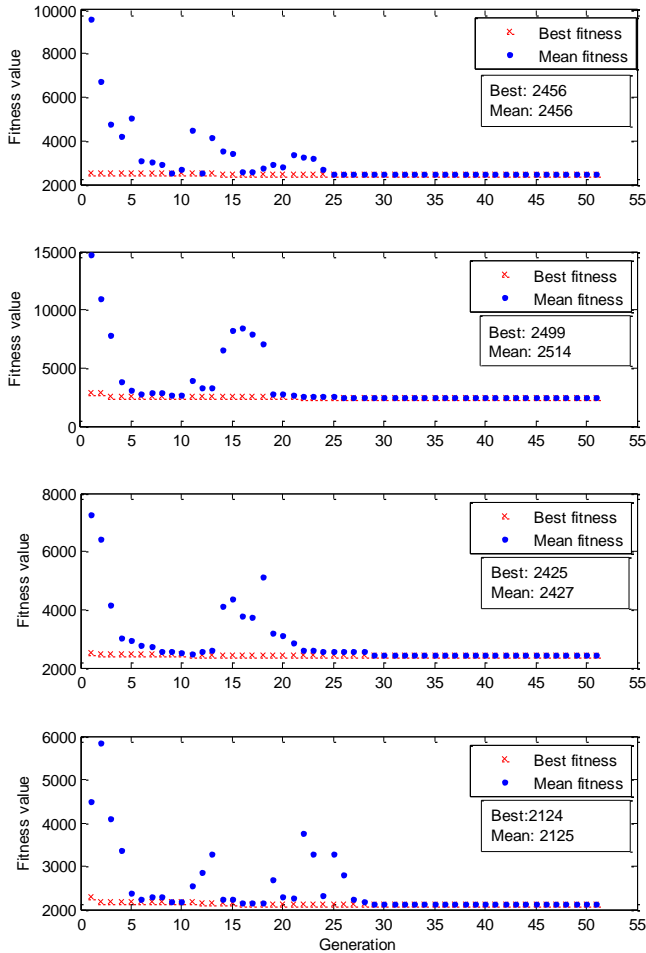 10000
8000
6000
4000
2000
Fitness value
Best fitness
Mean fitness
Best: 2456
Mean: 2456
0 5 10 15 20 25 30 35 40 45 50 55
15000
10000
5000
0
Fitness value
Best fitness
Mean fitness
Best: 2499
Mean: 2514
0 5 10 15 20 25 30 35 40 45 50 55
8000
6000
4000
2000
Fitness value
Best fitness
Mean fitness
Best: 2425
Mean: 2427
0 5 10 15 20 25 30 35 40 45 50 55
6000
5000
4000
3000
2000
Fitness value
Best fitness
Mean fitness
Best:2124
Mean: 2125
0 5 10 15 20 25 30 35 40 45 50 55
Generation